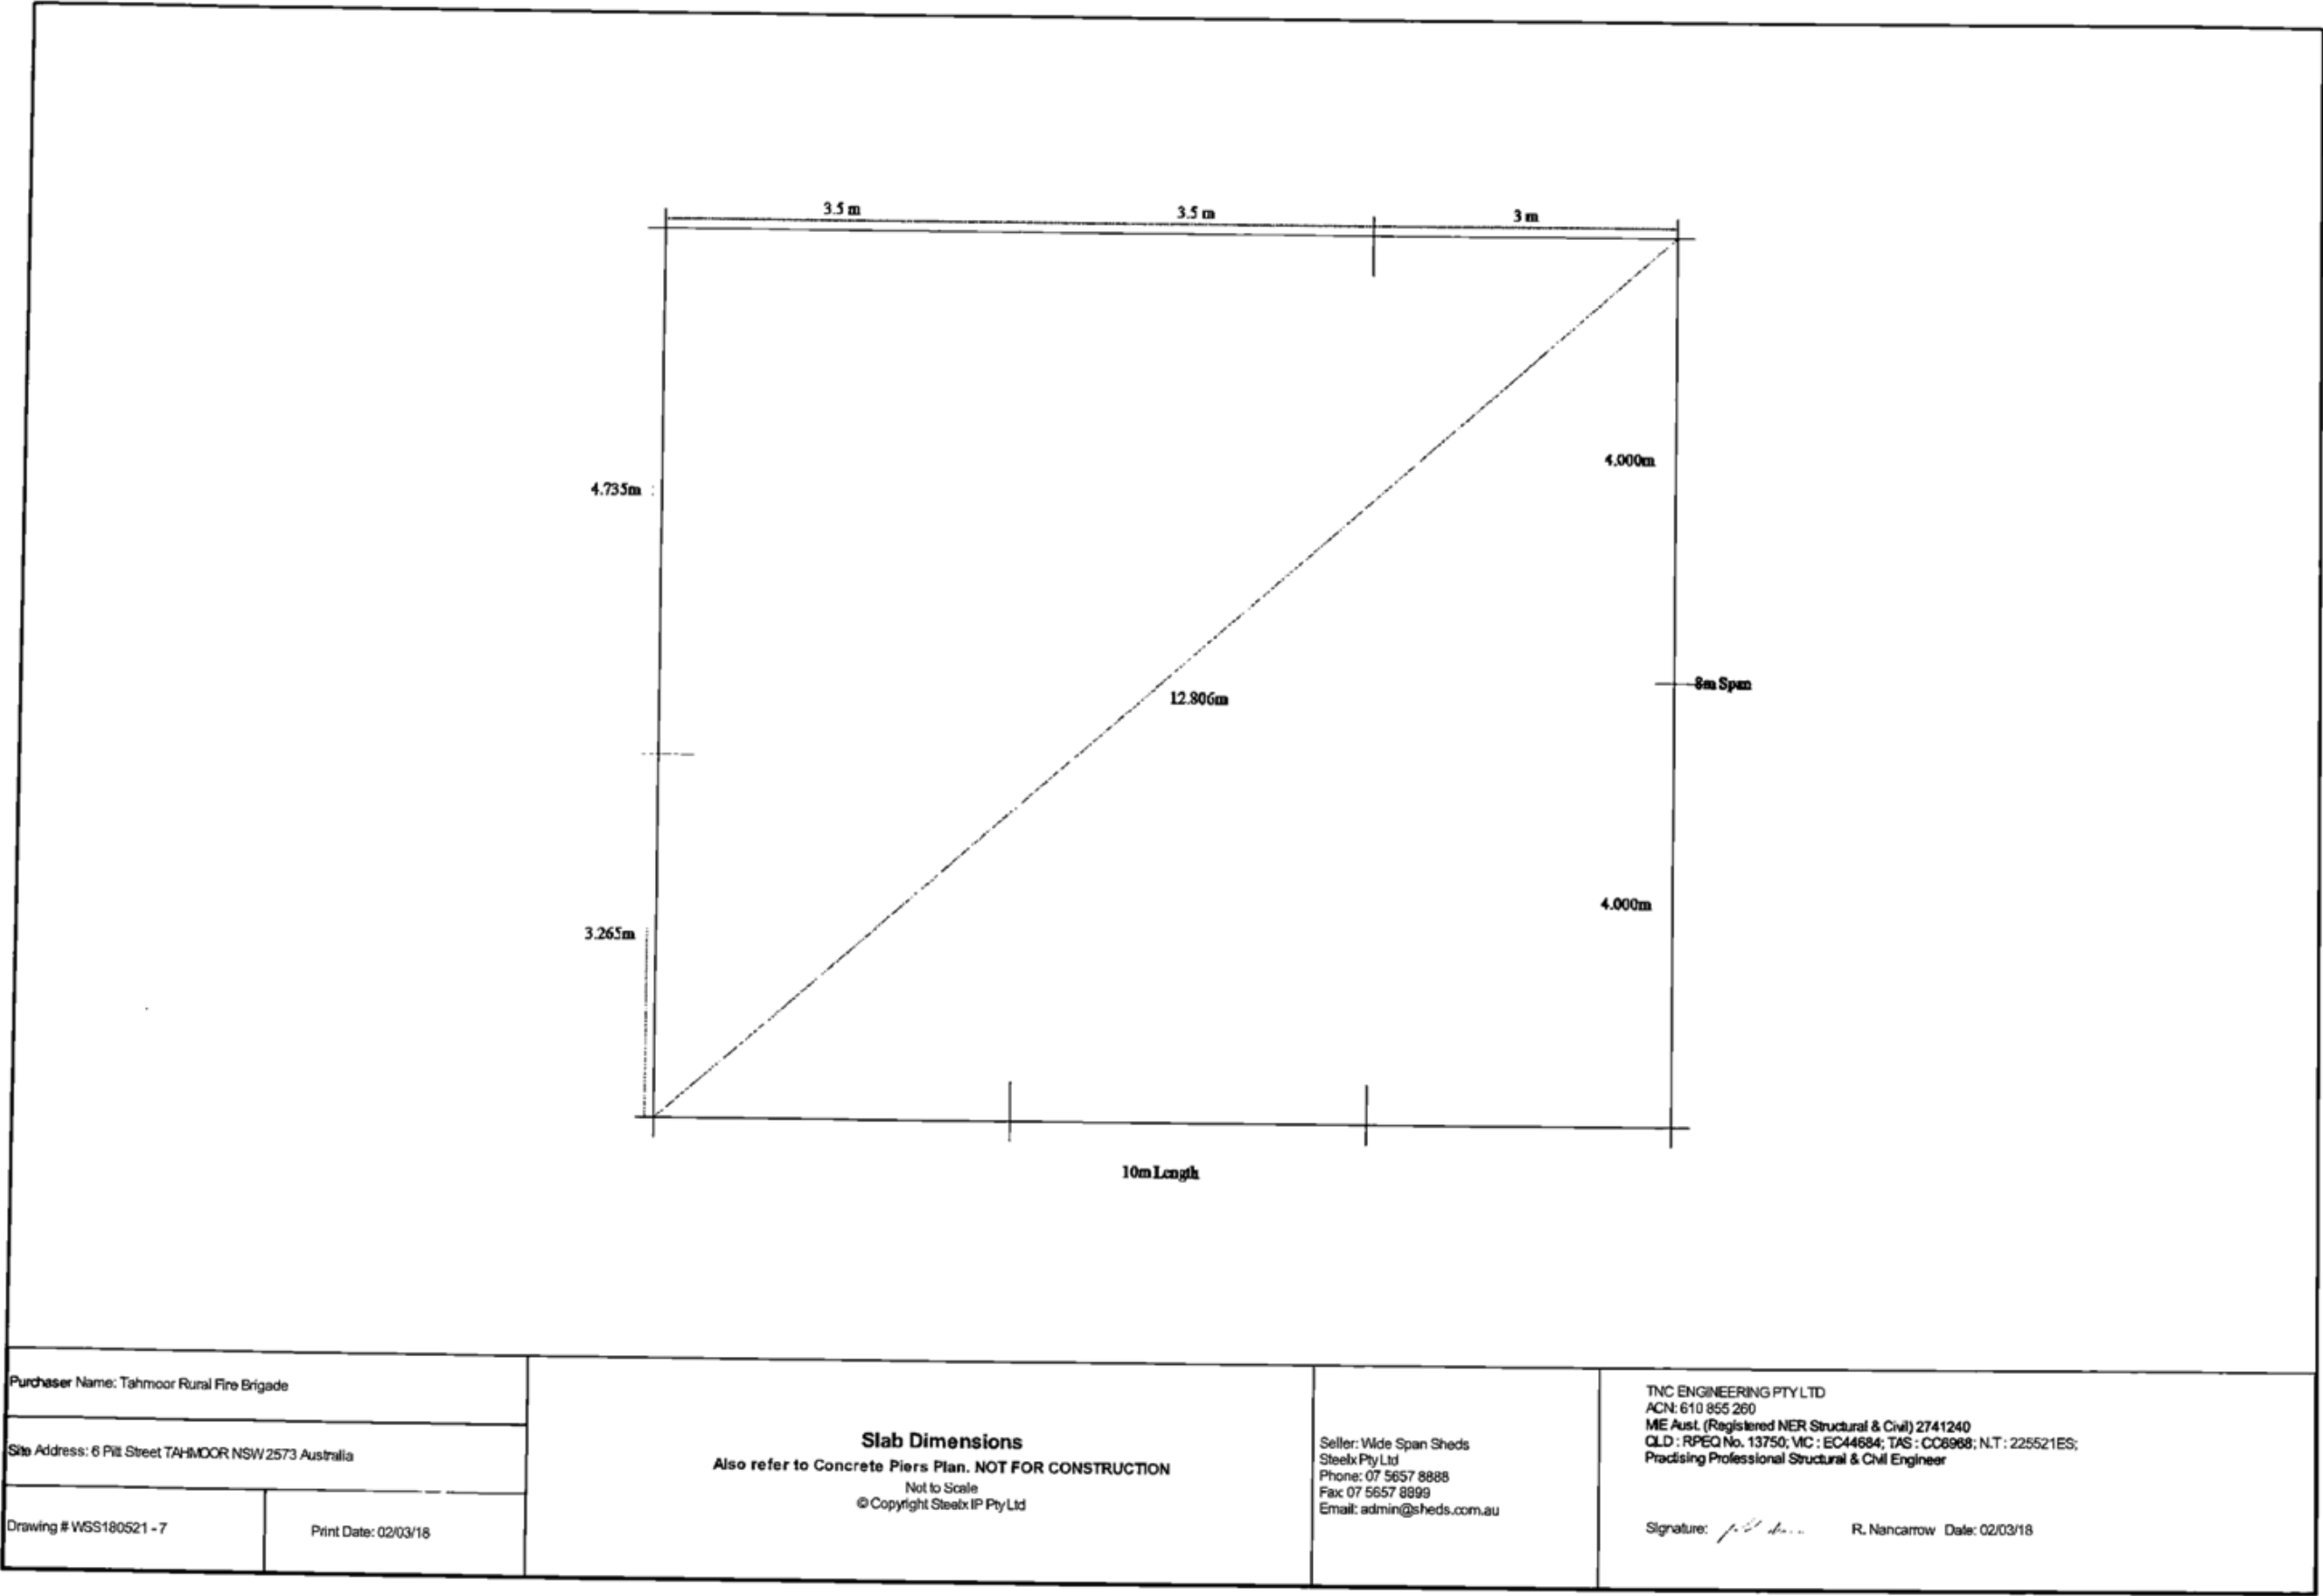 3.5 m
3.5 m
3 m
4.000m
4.735m
8m Span
12.806m
4.000m
3.265m
10m Length
Purchaser Name: Tahmoor Rural Fire Brigade
Site Address: 6 Pitt Street TAHMOOR NSW 2573 Australia
Drawing # WSS180521 - 7
Print Date: 02/03/18
Slab Dimensions
Also refer to Concrete Piers Plan. NOT FOR CONSTRUCTION
Not to Scale
© Copyright Steelx IP Pty Ltd
Seller: Wide Span Sheds
Steelx Pty Ltd
Phone: 07 5657 8888
Fax: 07 5657 8899
Email: admin@sheds.com.au
TNC ENGINEERING PTY LTD
ACN: 610 855 260
MIE Aust. (Registered NER Structural & Civil) 2741240
QLD : RPEQ No. 13750; VIC : EC44684; TAS : CC6968; N.T : 225521ES;
Practising Professional Structural & Civil Engineer
Signature:
R. Nancarrow Date: 02/03/18